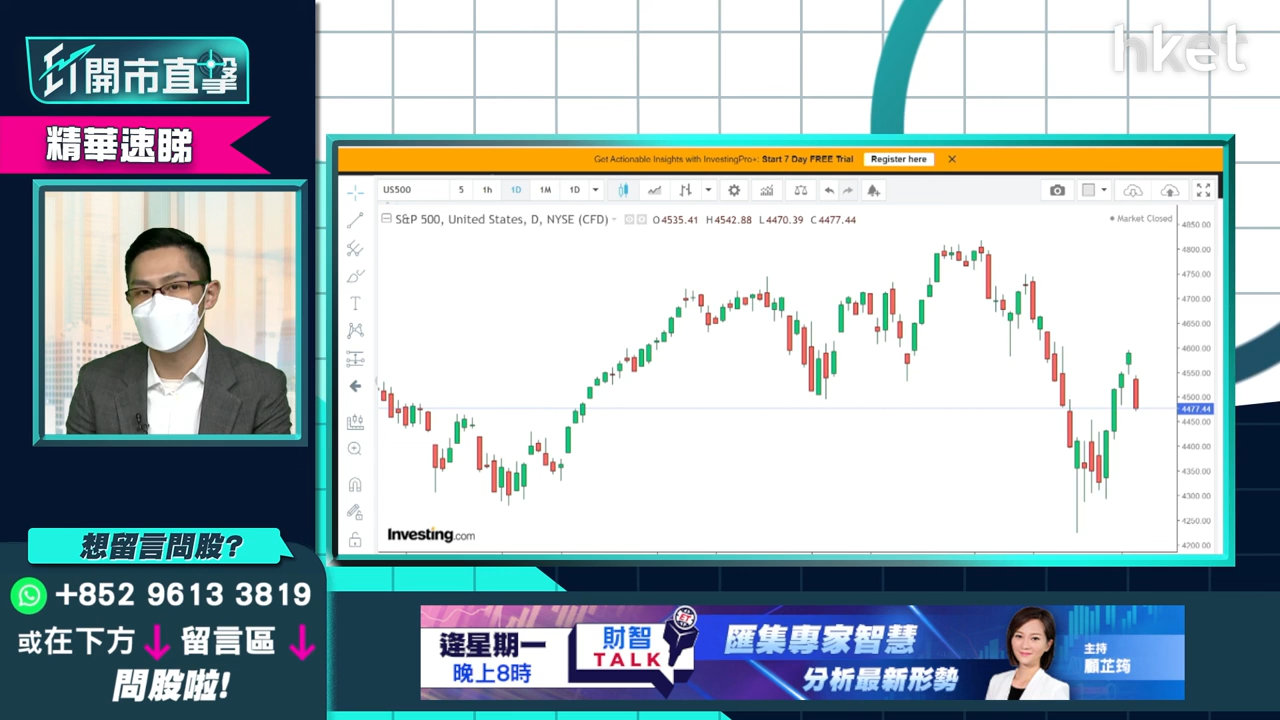 ET開市直擊
hket
精華速睇
Get Actionable Insights with InvestingPro+: Start 7 Day FREE Trial Register here
US500 5 1h 1D 1M 1D
S&P 500, United States, D, NYSE (CFD) O4535.41 H4542.88 L4470.39 C4477.44
Market Closed
4850.00
4800.00
4750.00
4700.00
4650.00
4600.00
4550.00
4500.00
4477.44
4450.00
4400.00
4350.00
4300.00
4250.00
4200.00
Investing.com
想留言問股?
+852 9613 3819
或在下方 留言區
問股啦!
逢星期一
晚上8時
財智
TALK
匯集專家智慧
分析最新形勢
主持
顧芷筠